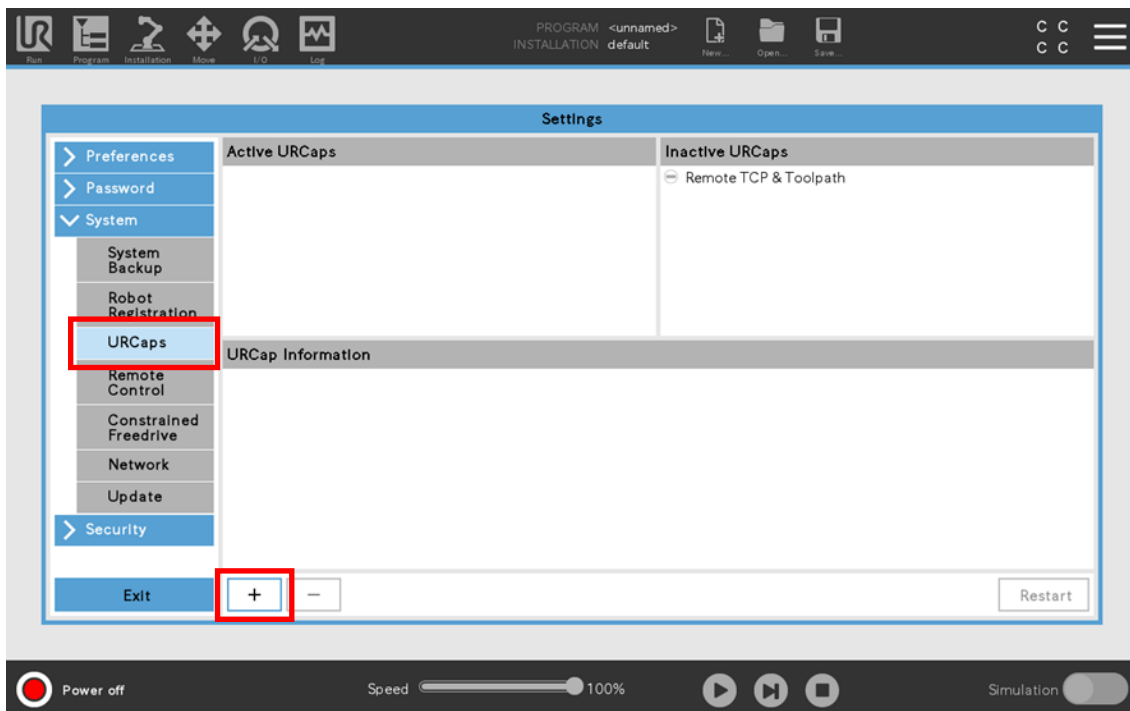 UR
PROGRAM <unnamed>
INSTALLATION default
C C
C C
Run
Program
Installation
Move
I/O
Log
New...
Open...
Save...
Settings
Preferences
Password
System
System
Backup
Robot
Registration
URCaps
Remote
Control
Constrained
Freedrive
Network
Update
Security
Exit
Active URCaps
Inactive URCaps
Remote TCP & Toolpath
URCap Information
+
−
Restart
Power off
Speed
100%
Simulation